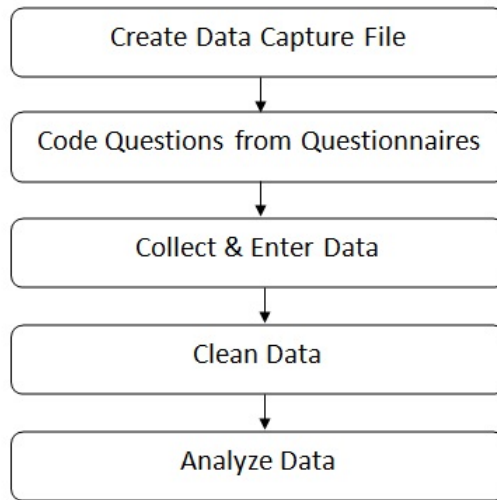 Create Data Capture File
Code Questions from Questionnaires
Collect & Enter Data
Clean Data
Analyze Data